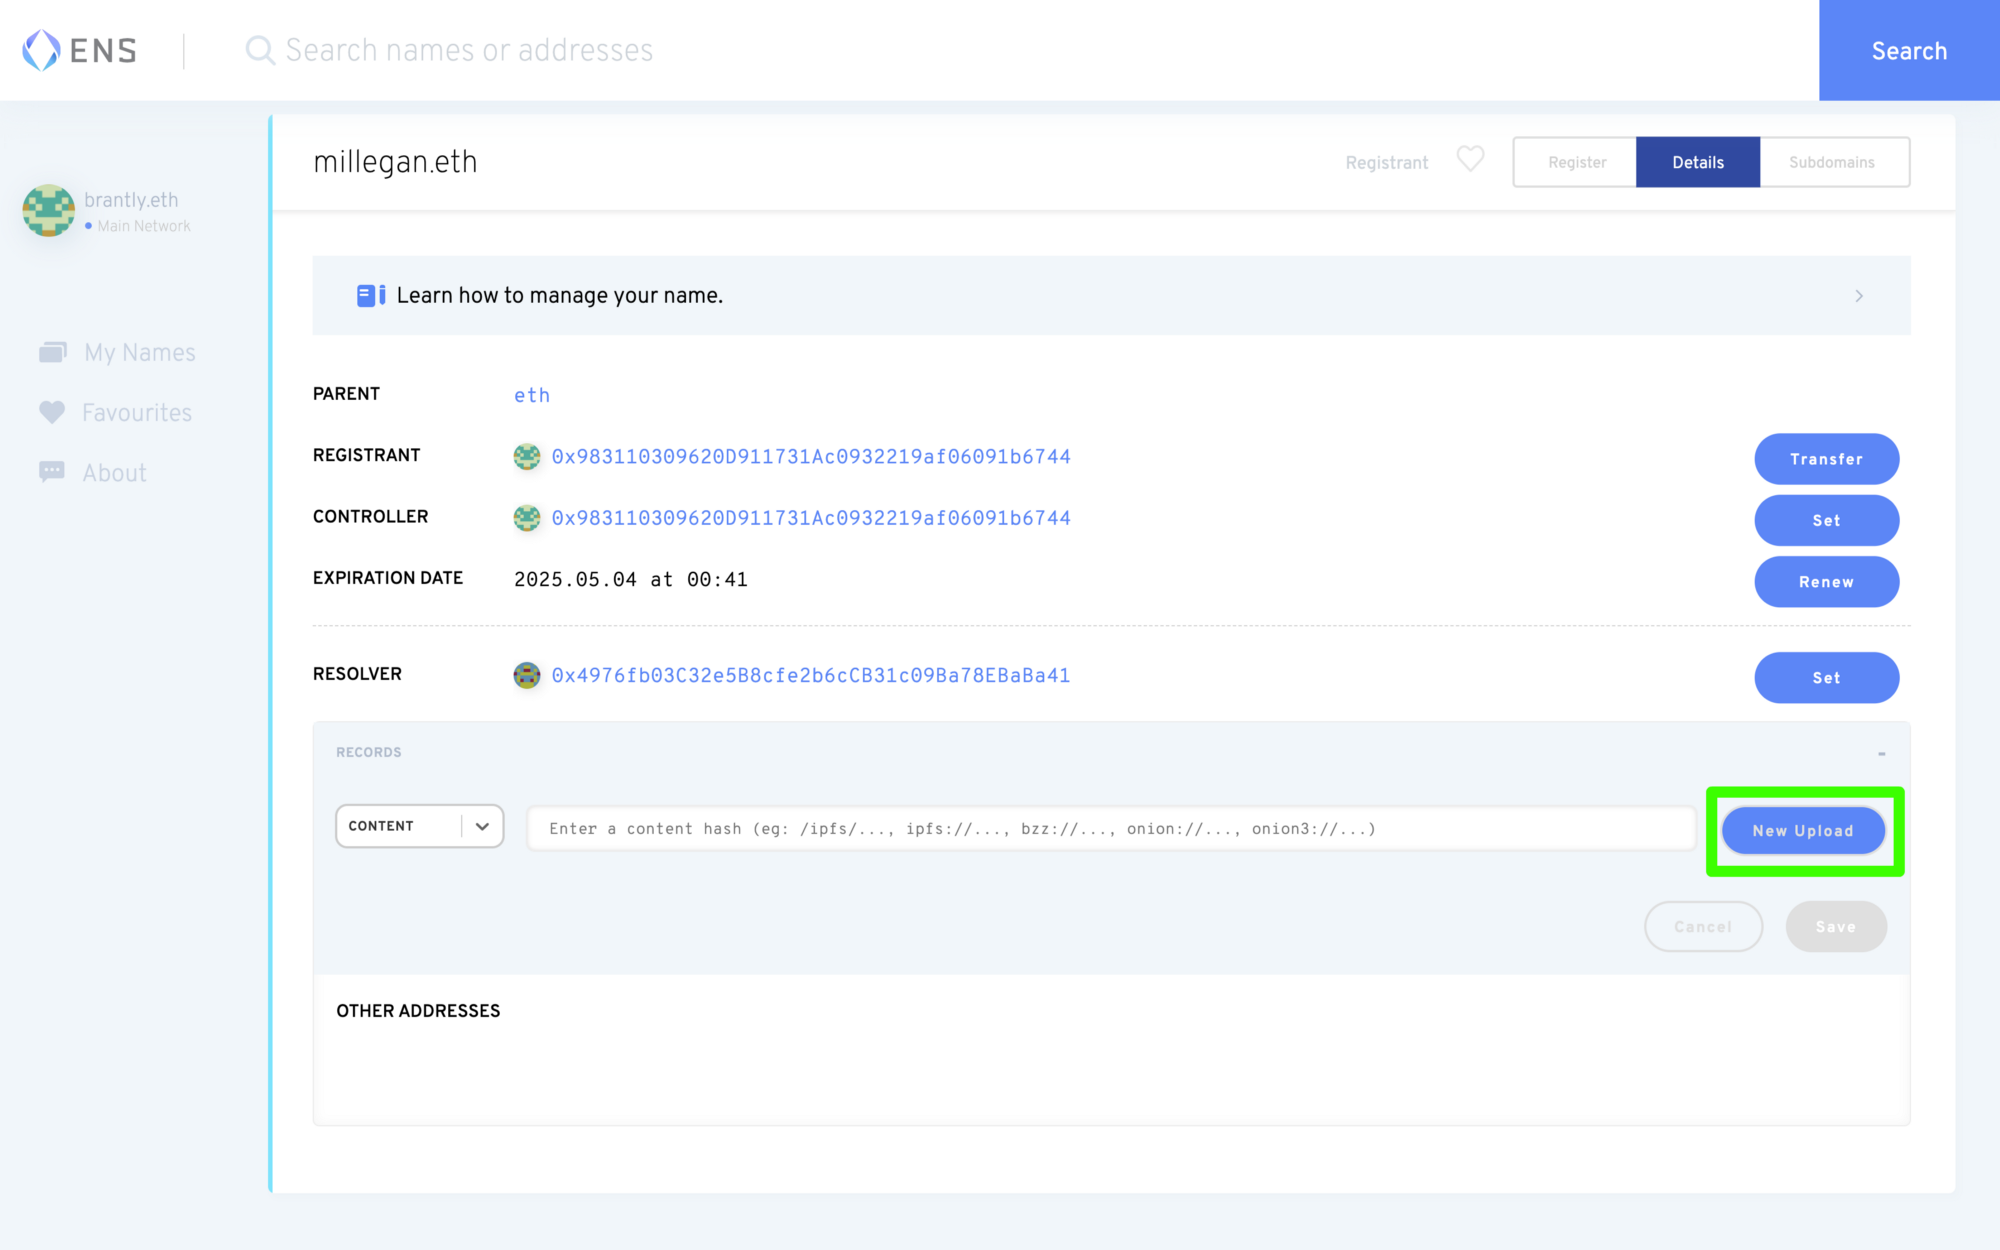 ENS
Search names or addresses
Search
millegan.eth
Registrant
Register
Details
Subdomains
brantly.eth
Main Network
Learn how to manage your name.
My Names
Favourites
About
PARENT
eth
REGISTRANT
0x983110309620D911731Ac0932219af06091b6744
Transfer
CONTROLLER
0x983110309620D911731Ac0932219af06091b6744
Set
EXPIRATION DATE
2025.05.04 at 00:41
Renew
RESOLVER
0x4976fb03C32e5B8cfe2b6cCB31c09Ba78EBaBa41
Set
RECORDS
-
CONTENT
Enter a content hash (eg: /ipfs/..., ipfs://..., bzz://..., onion://..., onion3://...)
New Upload
Cancel
Save
OTHER ADDRESSES